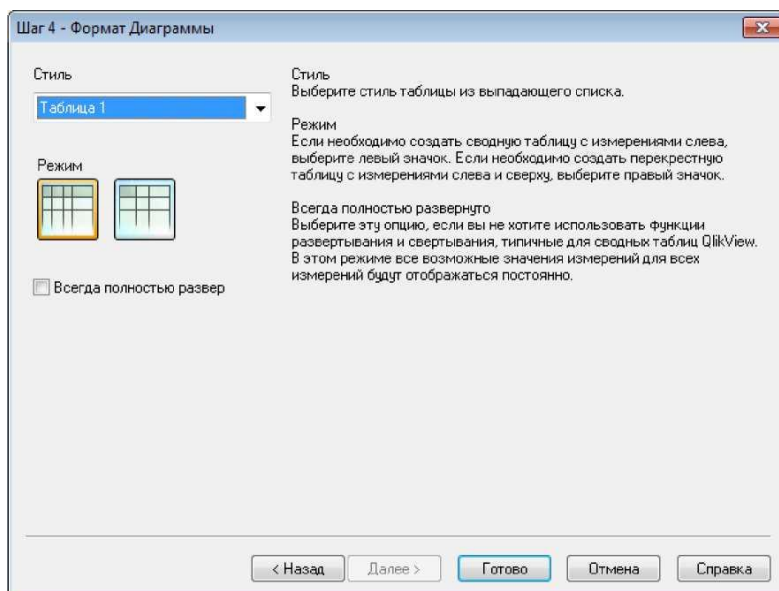 Шаг 4 - Формат Диаграммы
Стиль
Таблица 1
Режим
Всегда полностью развер
Стиль
Выберите стиль таблицы из выпадающего списка.
Режим
Если необходимо создать сводную таблицу с измерениями слева,
выберите левый значок. Если необходимо создать перекрестную
таблицу с измерениями слева и сверху, выберите правый значок.
Всегда полностью развернуто
Выберите эту опцию, если вы не хотите использовать функции
развертывания и свертывания, типичные для сводных таблиц QlikView.
В этом режиме все возможные значения измерений для всех
измерений будут отображаться постоянно.
< Назад
Далее >
Готово
Отмена
Справка